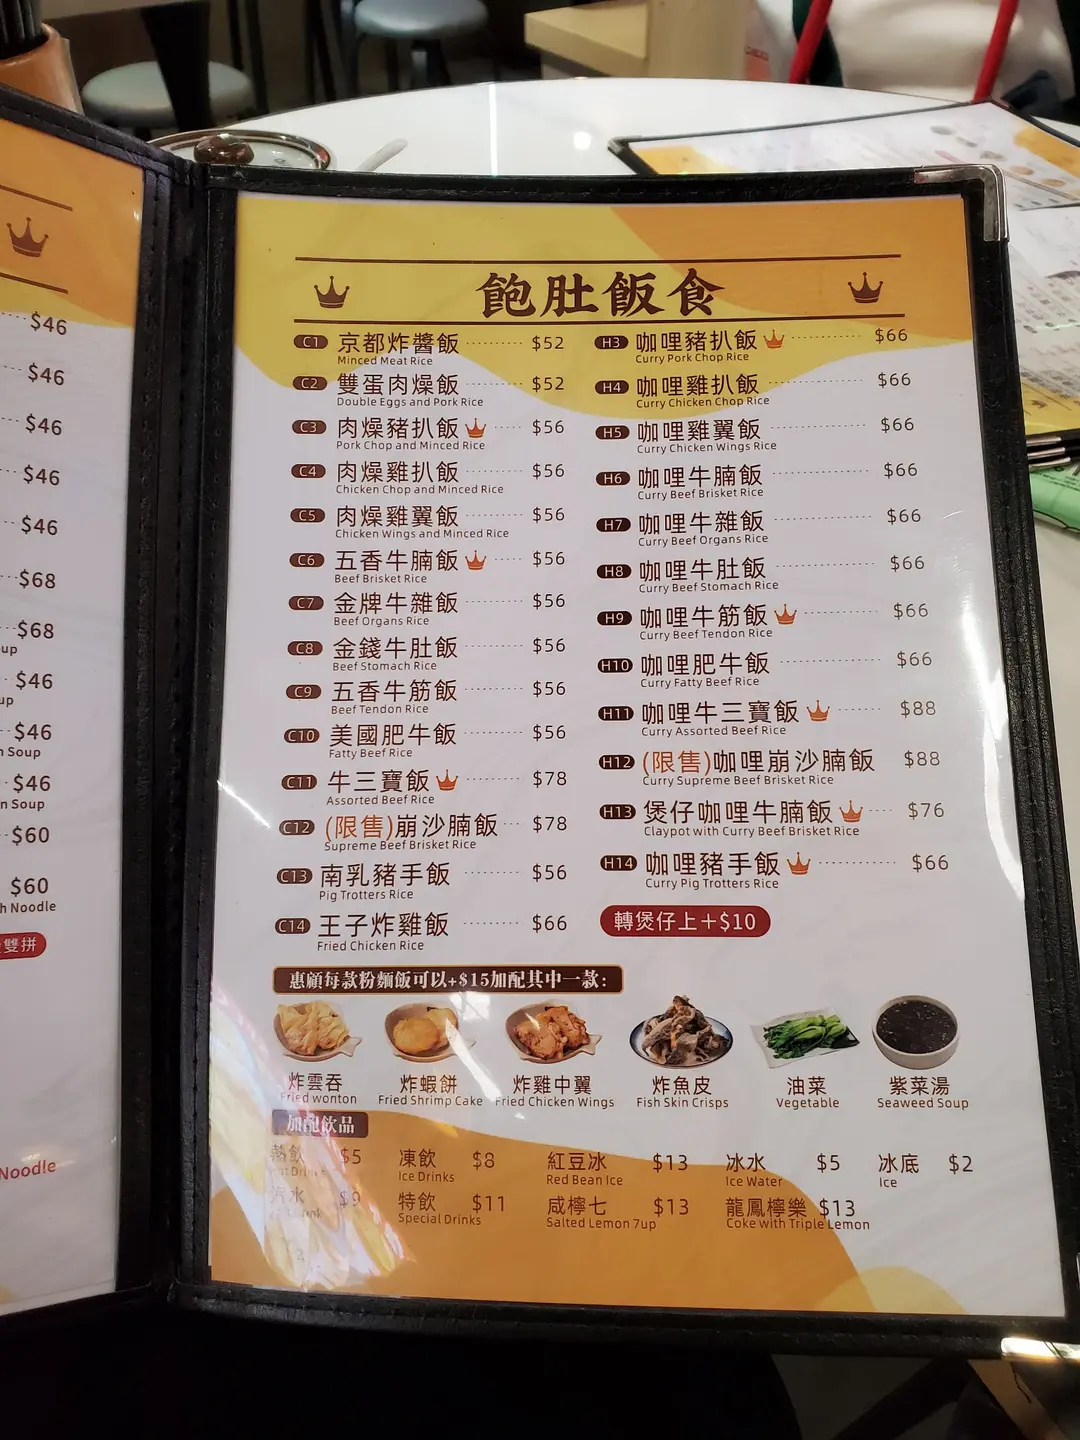 $46
$46
$46
$46
$46
$68
$68
$46
$46
n Soup
$46
n Soup
$60
$60
h Noodle
雙拼
Noodle
飽肚飯食
C1 京都炸醬飯 $52
Minced Meat Rice
C2 雙蛋肉燥飯 $52
Double Eggs and Pork Rice
C3 肉燥豬扒飯 $56
Pork Chop and Minced Rice
C4 肉燥雞扒飯 $56
Chicken Chop and Minced Rice
C5 肉燥雞翼飯 $56
Chicken Wings and Minced Rice
C6 五香牛腩飯 $56
Beef Brisket Rice
C7 金牌牛雜飯 $56
Beef Organs Rice
C8 金錢牛肚飯 $56
Beef Stomach Rice
C9 五香牛筋飯 $56
Beef Tendon Rice
C10 美國肥牛飯 $56
Fatty Beef Rice
C11 牛三寶飯 $78
Assorted Beef Rice
C12 (限售)崩沙腩飯 $78
Supreme Beef Brisket Rice
C13 南乳豬手飯 $56
Pig Trotters Rice
C14 王子炸雞飯 $66
Fried Chicken Rice
H3 咖哩豬扒飯 $66
Curry Pork Chop Rice
H4 咖哩雞扒飯 $66
Curry Chicken Chop Rice
H5 咖哩雞翼飯 $66
Curry Chicken Wings Rice
H6 咖哩牛腩飯 $66
Curry Beef Brisket Rice
H7 咖哩牛雜飯 $66
Curry Beef Organs Rice
H8 咖哩牛肚飯 $66
Curry Beef Stomach Rice
H9 咖哩牛筋飯 $66
Curry Beef Tendon Rice
H10 咖哩肥牛飯 $66
Curry Fatty Beef Rice
H11 咖哩牛三寶飯 $88
Curry Assorted Beef Rice
H12 (限售)咖哩崩沙腩飯 $88
Curry Supreme Beef Brisket Rice
H13 煲仔咖哩牛腩飯 $76
Claypot with Curry Beef Brisket Rice
H14 咖哩豬手飯 $66
Curry Pig Trotters Rice
轉煲仔上+$10
惠顧每款粉麵飯可以+$15加配其中一款:
炸雲吞 炸蝦餅 炸雞中翼 炸魚皮 油菜 紫菜湯
Fried wonton Fried Shrimp Cake Fried Chicken Wings Fish Skin Crisps Vegetable Seaweed Soup
加配飲品
熱飲 $5 凍飲 $8 紅豆冰 $13 冰水 $5 冰底 $2
Ice Drinks Red Bean Ice Ice Water Ice
汽水 $9 特飲 $11 咸檸七 $13 龍鳳檸樂 $13
Special Drinks Salted Lemon 7up Coke with Triple Lemon